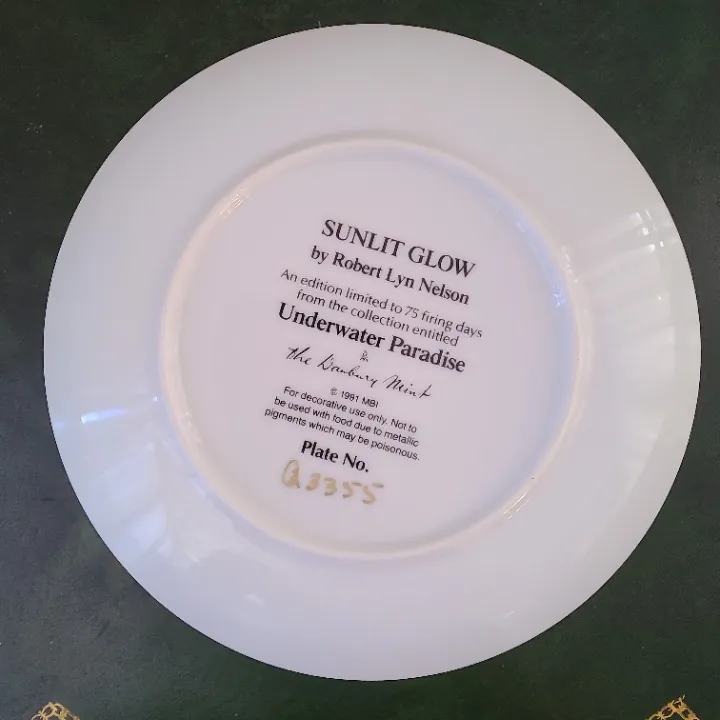 SUNLIT GLOW
by Robert Lyn Nelson
An edition limited to 75 firing days
from the collection entitled
Underwater Paradise
the Danbury Mint
© 1991 MBI
For decorative use only. Not to
be used with food due to metallic
pigments which may be poisonous.
Plate No.
Q3355